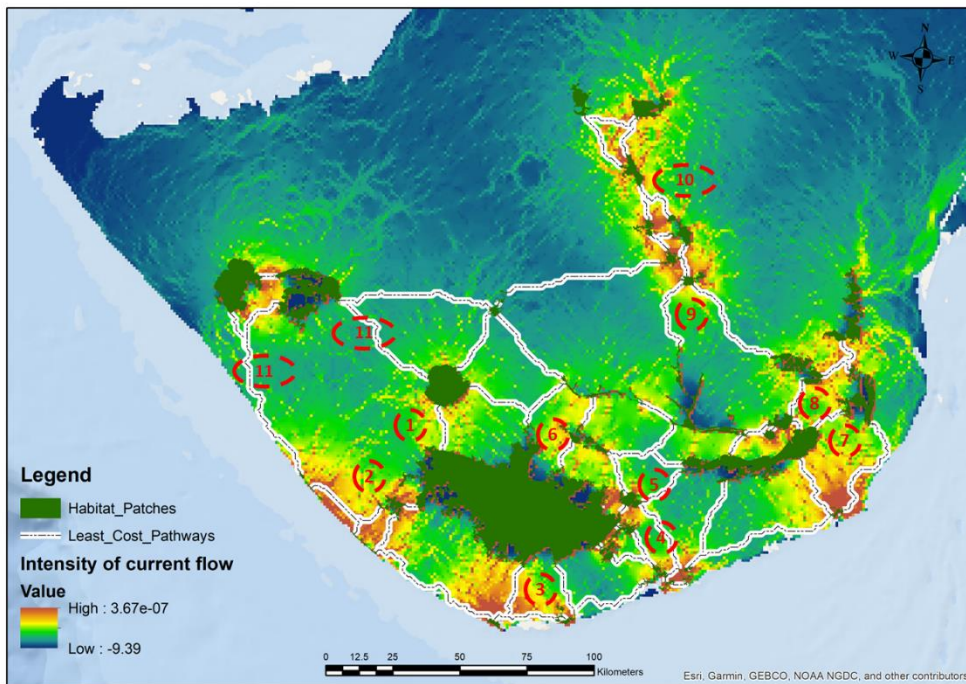 N
W E
S
10
9
11
11
8
1
6
7
2
5
4
3
Legend
Habitat_Patches
Least_Cost_Pathways
Intensity of current flow
Value
High : 3.67e-07
Low : -9.39
0 12.5 25 50 75 100
Kilometers
Esri, Garmin, GEBCO, NOAA NGDC, and other contributors